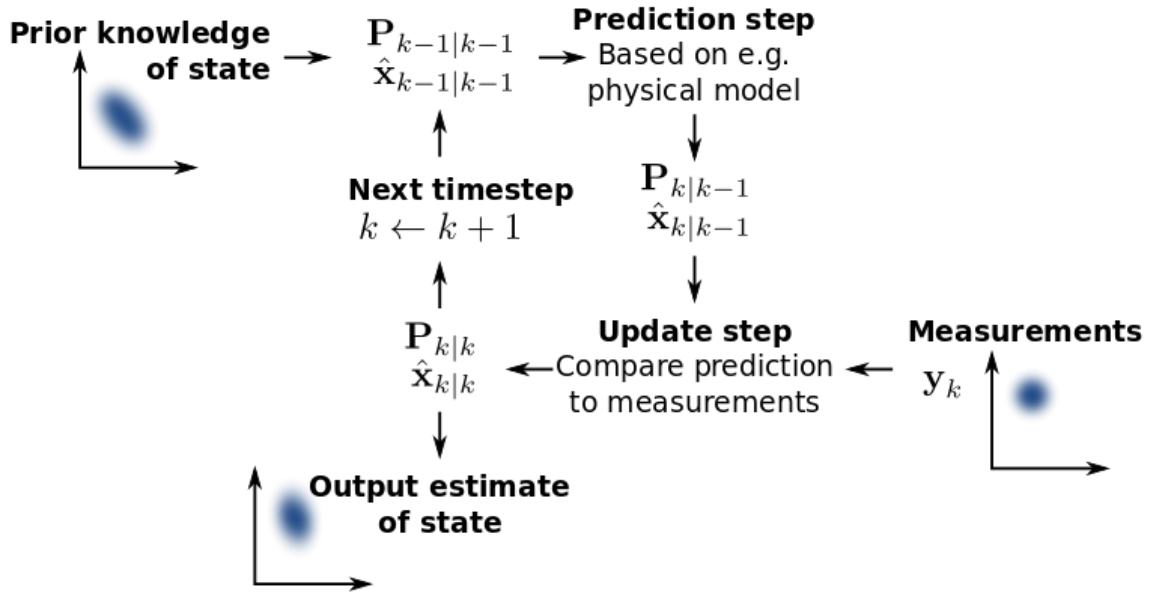 Prior knowledge
of state
P_{k−1|k−1}
x̂_{k−1|k−1}
Prediction step
Based on e.g.
physical model
P_{k|k−1}
x̂_{k|k−1}
Next timestep
k ← k + 1
P_{k|k}
x̂_{k|k}
Update step
Compare prediction
to measurements
Measurements
y_k
Output estimate
of state